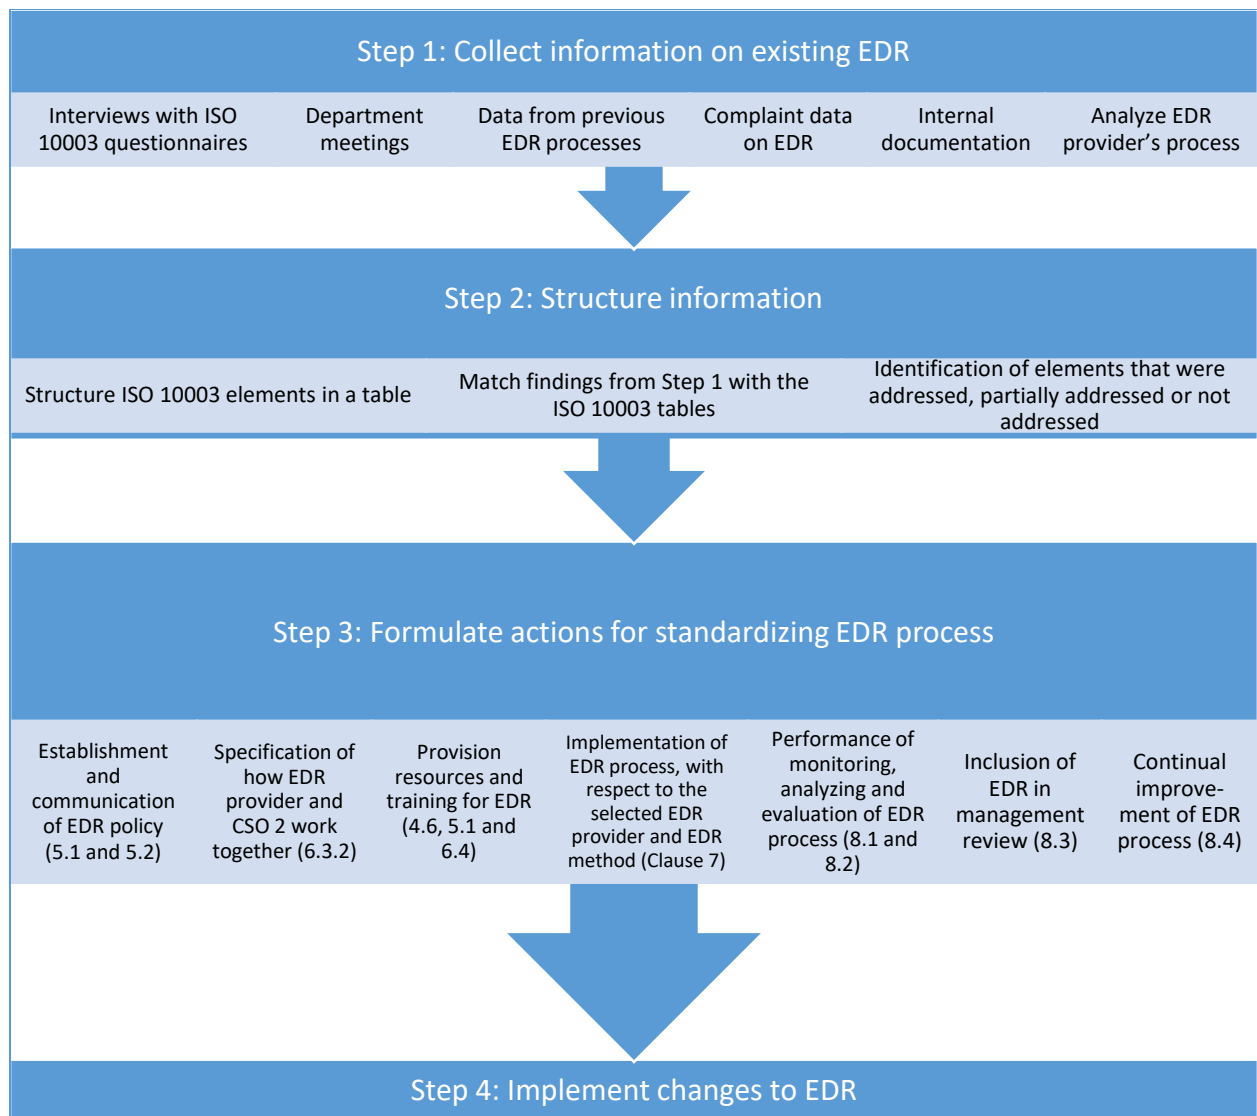 Step 1: Collect information on existing EDR
Interviews with ISO
10003 questionnaires
Department
meetings
Data from previous
EDR processes
Complaint data
on EDR
Internal
documentation
Analyze EDR
provider’s process
Step 2: Structure information
Structure ISO 10003 elements in a table
Match findings from Step 1 with the
ISO 10003 tables
Identification of elements that were
addressed, partially addressed or not
addressed
Step 3: Formulate actions for standardizing EDR process
Establishment
and
communication
of EDR policy
(5.1 and 5.2)
Specification of
how EDR
provider and
CSO 2 work
together (6.3.2)
Provision
resources and
training for EDR
(4.6, 5.1 and
6.4)
Implementation of
EDR process, with
respect to the
selected EDR
provider and EDR
method (Clause 7)
Performance of
monitoring,
analyzing and
evaluation of EDR
process (8.1 and
8.2)
Inclusion of
EDR in
management
review (8.3)
Continual
improve-
ment of EDR
process (8.4)
Step 4: Implement changes to EDR